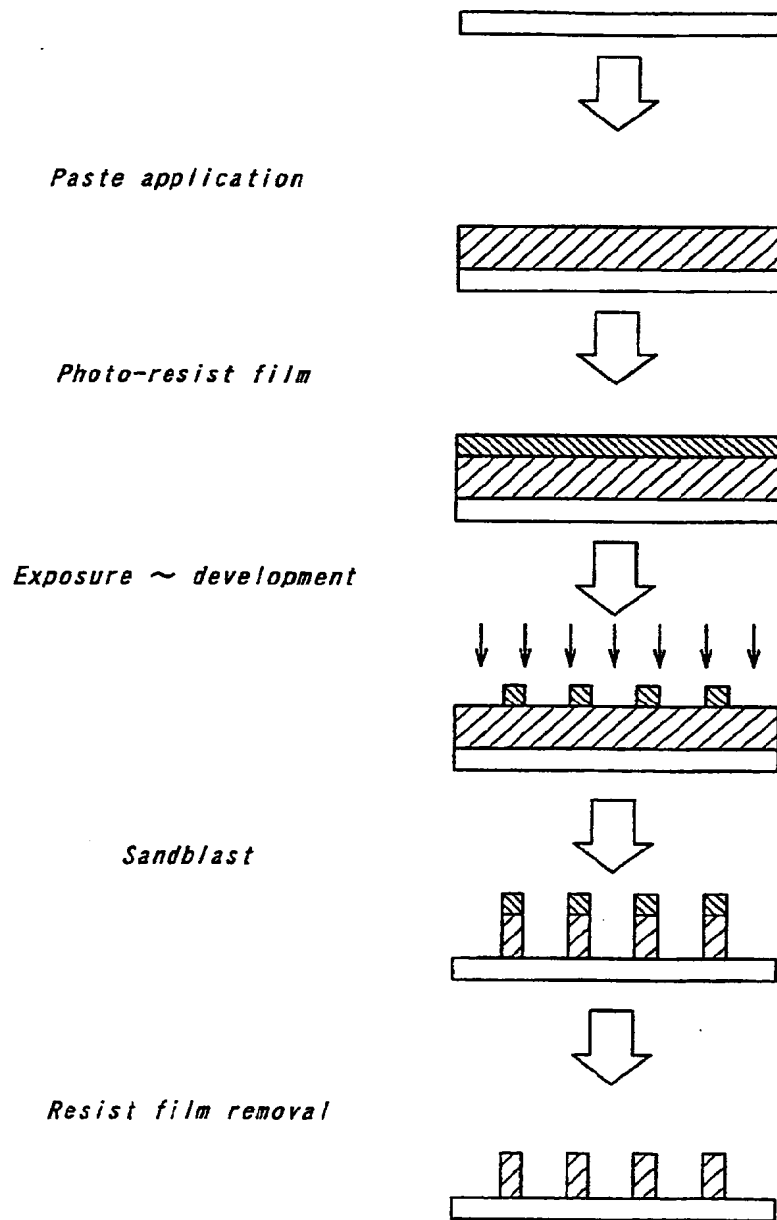 Paste application
Photo-resist film
Exposure ~ development
Sandblast
Resist film removal